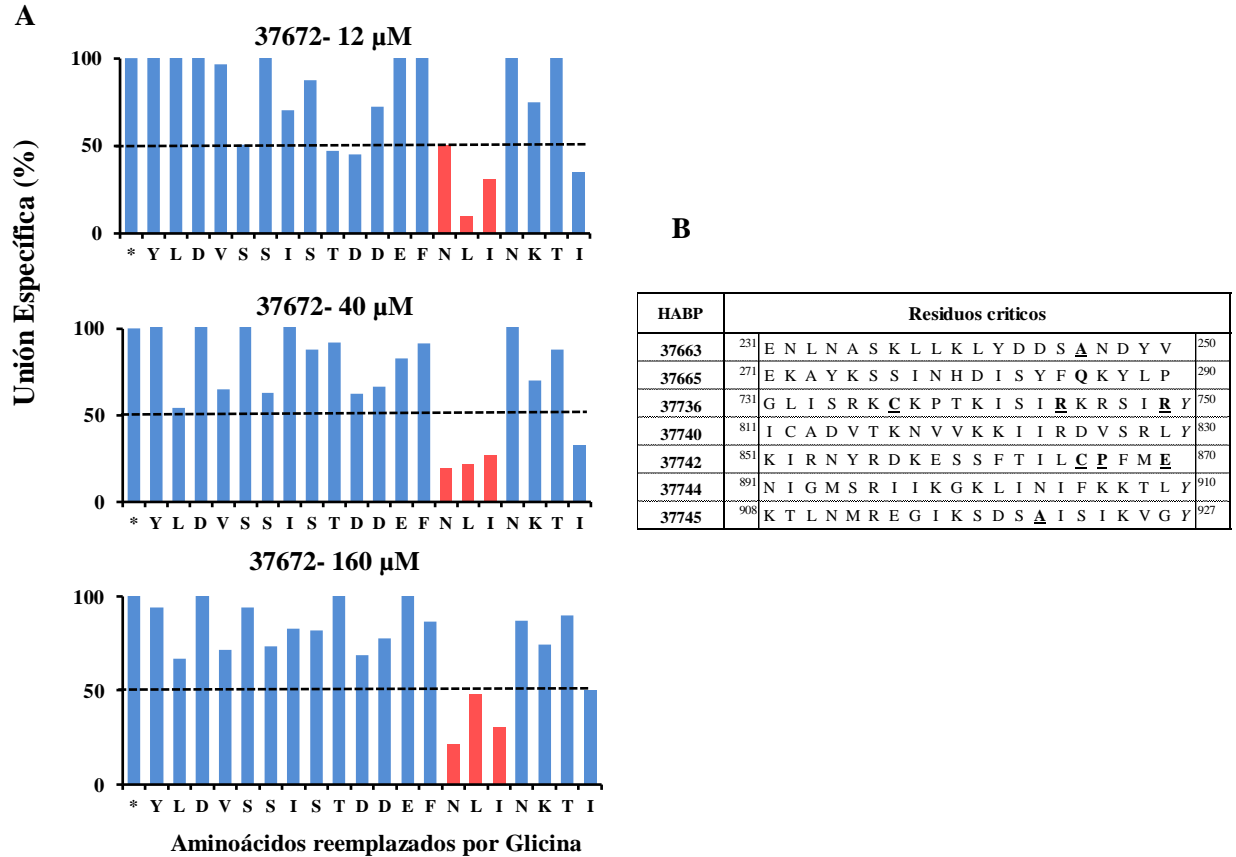 A
37672- 12 µM
Unión Específica (%)
100
50
0
* Y L D V S S I S T D D E F N L I N K T I
37672- 40 µM
100
50
0
* Y L D V S S I S T D D E F N L I N K T I
37672- 160 µM
100
50
0
* Y L D V S S I S T D D E F N L I N K T I
Aminoácidos reemplazados por Glicina
B
HABP Residuos criticos
37663 231 E N L N A S K L L K L Y D D S A N D Y V 250
37665 271 E K A Y K S S I N H D I S Y F Q K Y L P 290
37736 731 G L I S R K C K P T K I S I R K R S I R Y 750
37740 811 I C A D V T K N V V K K I I R D V S R L Y 830
37742 851 K I R N Y R D K E S S F T I L C P F M E 870
37744 891 N I G M S R I I K G K L I N I F K K T L Y 910
37745 908 K T L N M R E G I K S D S A I S I K V G Y 927